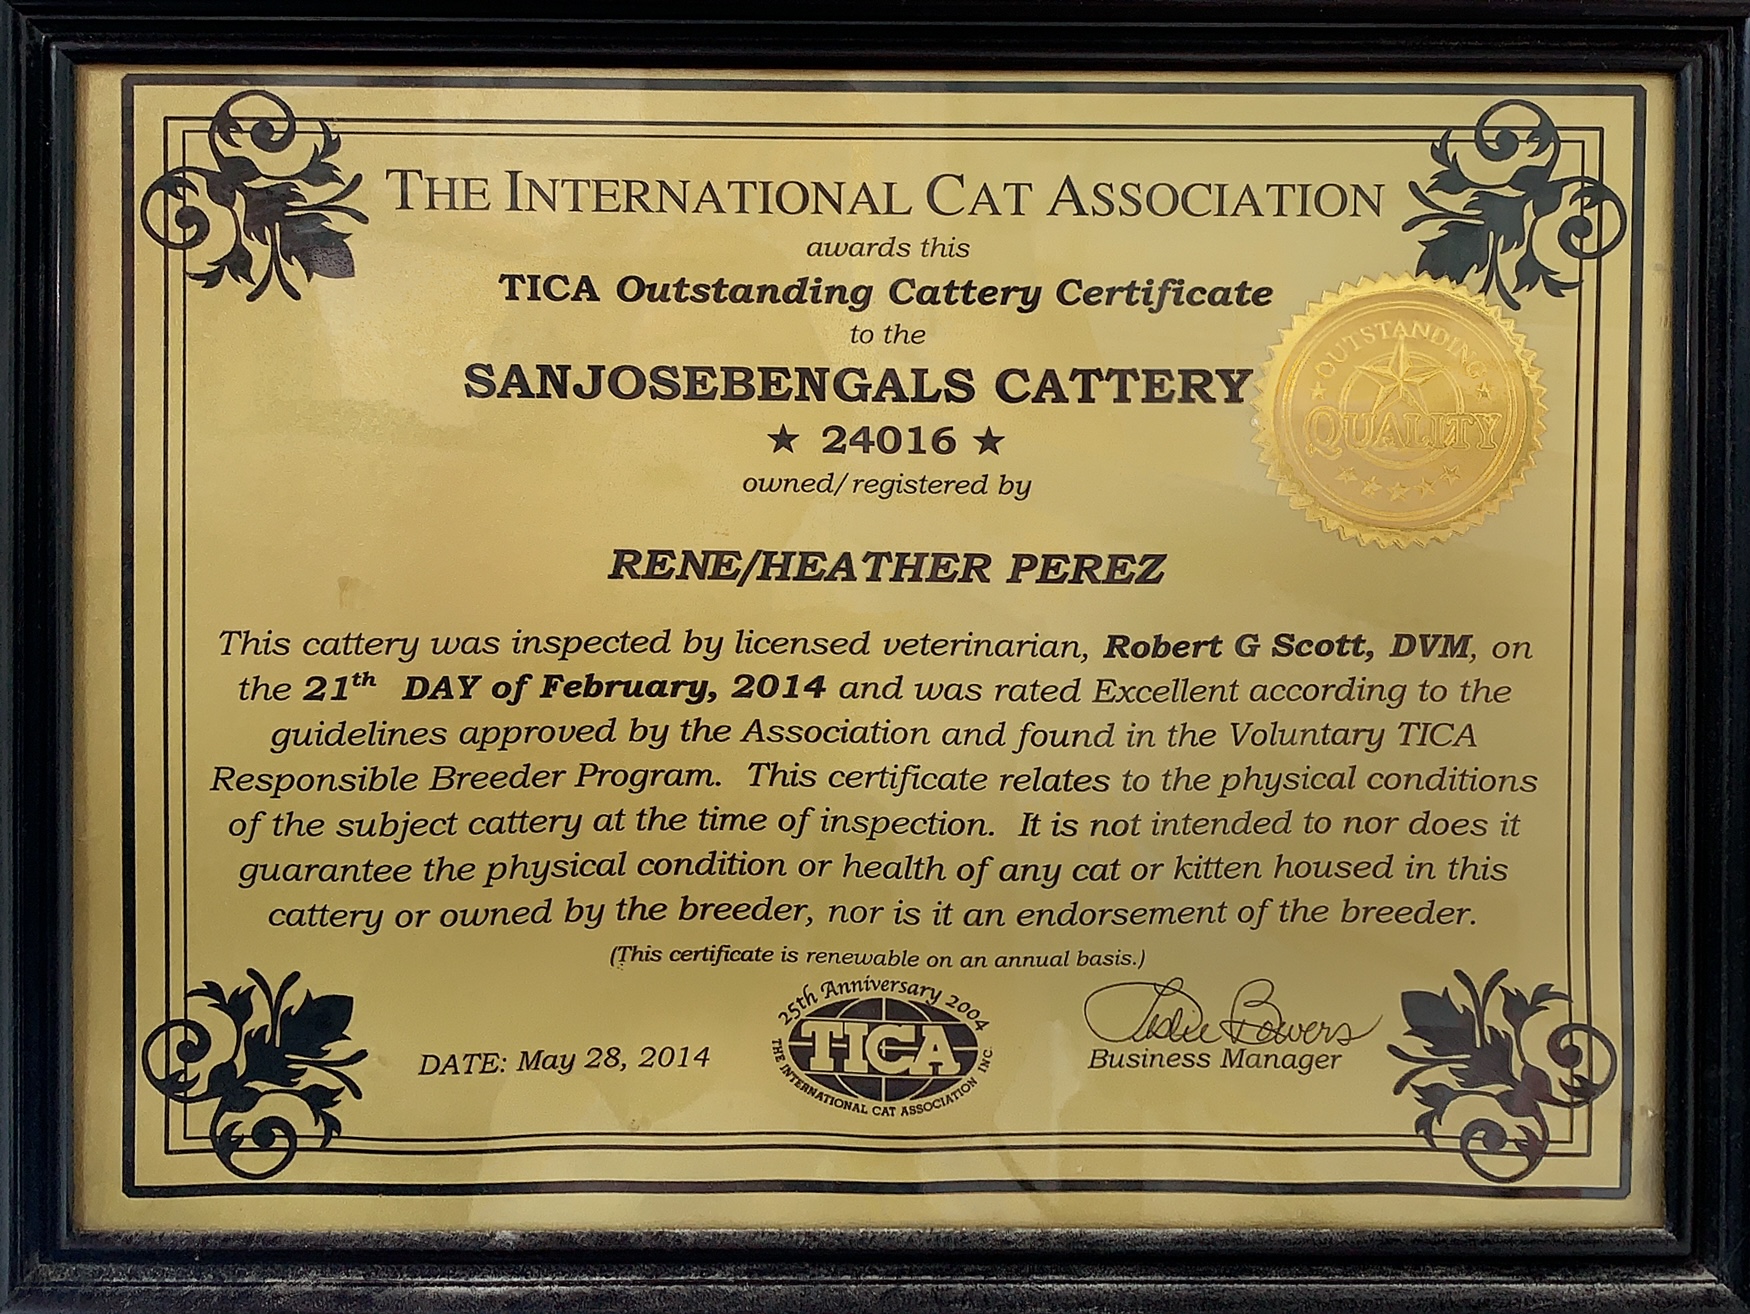 THE INTERNATIONAL CAT ASSOCIATION
awards this
TICA Outstanding Cattery Certificate
to the
SANJOSEBENGALS CATTERY
★ 24016 ★
owned/registered by
OUTSTANDING
QUALITY
RENE/HEATHER PEREZ
This cattery was inspected by licensed veterinarian, Robert G Scott, DVM, on
the 21th DAY of February, 2014 and was rated Excellent according to the
guidelines approved by the Association and found in the Voluntary TICA
Responsible Breeder Program. This certificate relates to the physical conditions
of the subject cattery at the time of inspection. It is not intended to nor does it
guarantee the physical condition or health of any cat or kitten housed in this
cattery or owned by the breeder, nor is it an endorsement of the breeder.
(This certificate is renewable on an annual basis.)
DATE: May 28, 2014
25th Anniversary 2004
TICA
THE INTERNATIONAL CAT ASSOCIATION INC.
Leslie Bowers
Business Manager